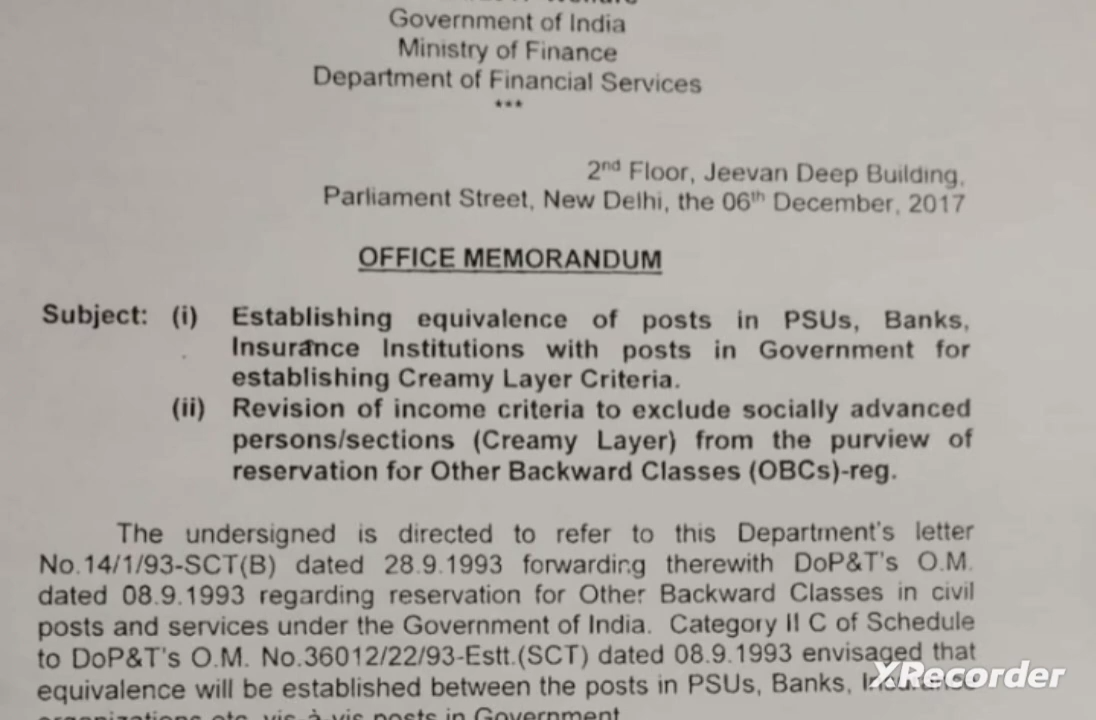 Government of India
Ministry of Finance
Department of Financial Services
***
2nd Floor, Jeevan Deep Building,
Parliament Street, New Delhi, the 06th December, 2017
OFFICE MEMORANDUM
Subject: (i) Establishing equivalence of posts in PSUs, Banks,
Insurance Institutions with posts in Government for
establishing Creamy Layer Criteria.
(ii) Revision of income criteria to exclude socially advanced
persons/sections (Creamy Layer) from the purview of
reservation for Other Backward Classes (OBCs)-reg.
The undersigned is directed to refer to this Department's letter
No.14/1/93-SCT(B) dated 28.9.1993 forwarding therewith DoP&T's O.M.
dated 08.9.1993 regarding reservation for Other Backward Classes in civil
posts and services under the Government of India. Category II C of Schedule
to DoP&T's O.M. No.36012/22/93-Estt.(SCT) dated 08.9.1993 envisaged that
equivalence will be established between the posts in PSUs, Banks,
XRecorder
vis-à-vis posts in Government